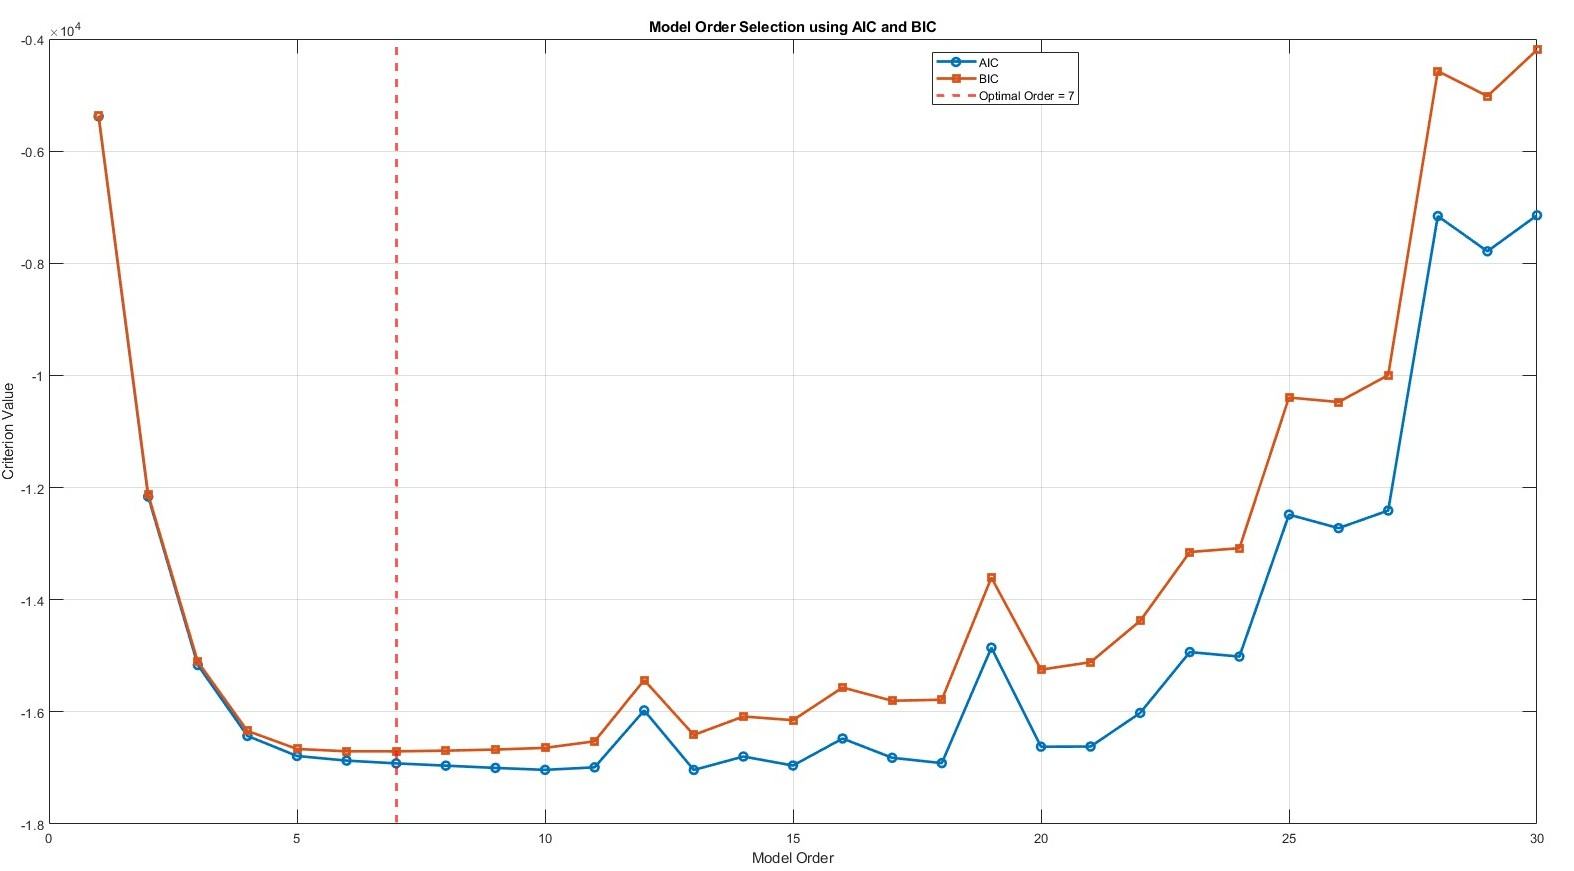 Model Order Selection using AIC and BIC
×10⁴
-0.4
-0.6
-0.8
-1
-1.2
-1.4
-1.6
-1.8
Criterion Value
AIC
BIC
Optimal Order = 7
0 5 10 15 20 25 30
Model Order